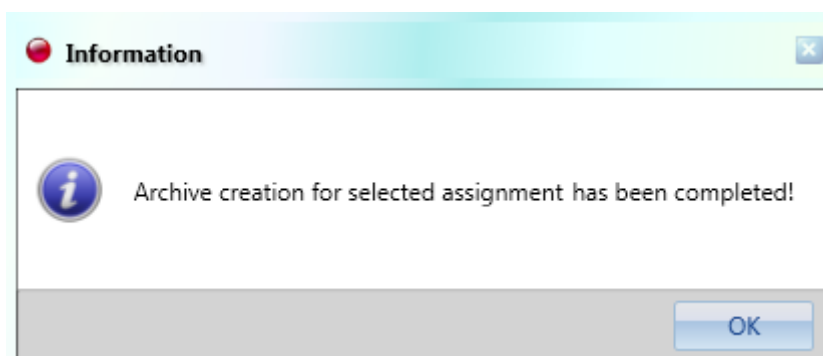 Information
Archive creation for selected assignment has been completed!
OK